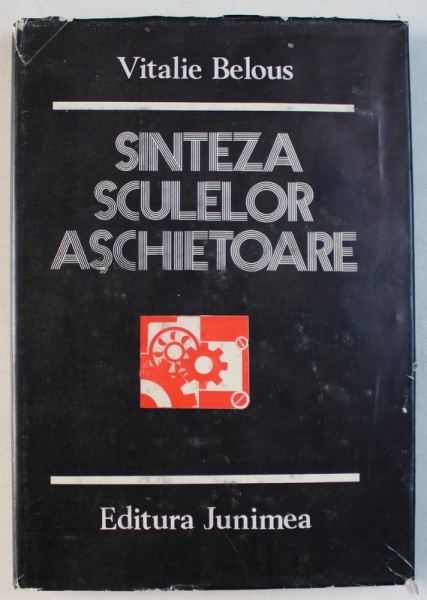 Vitalie Belous
SINTEZA
SCULELOR
AȘCHIETOARE
Editura Junimea